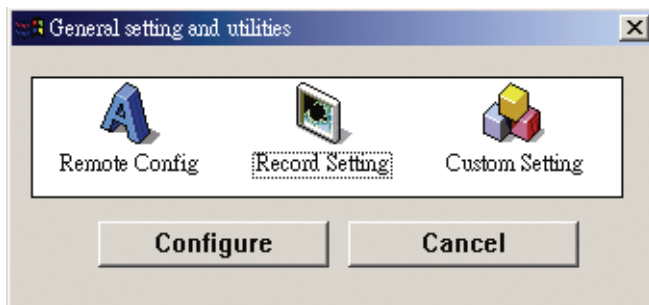 General setting and utilities
Remote Config Record Setting Custom Setting
Configure Cancel